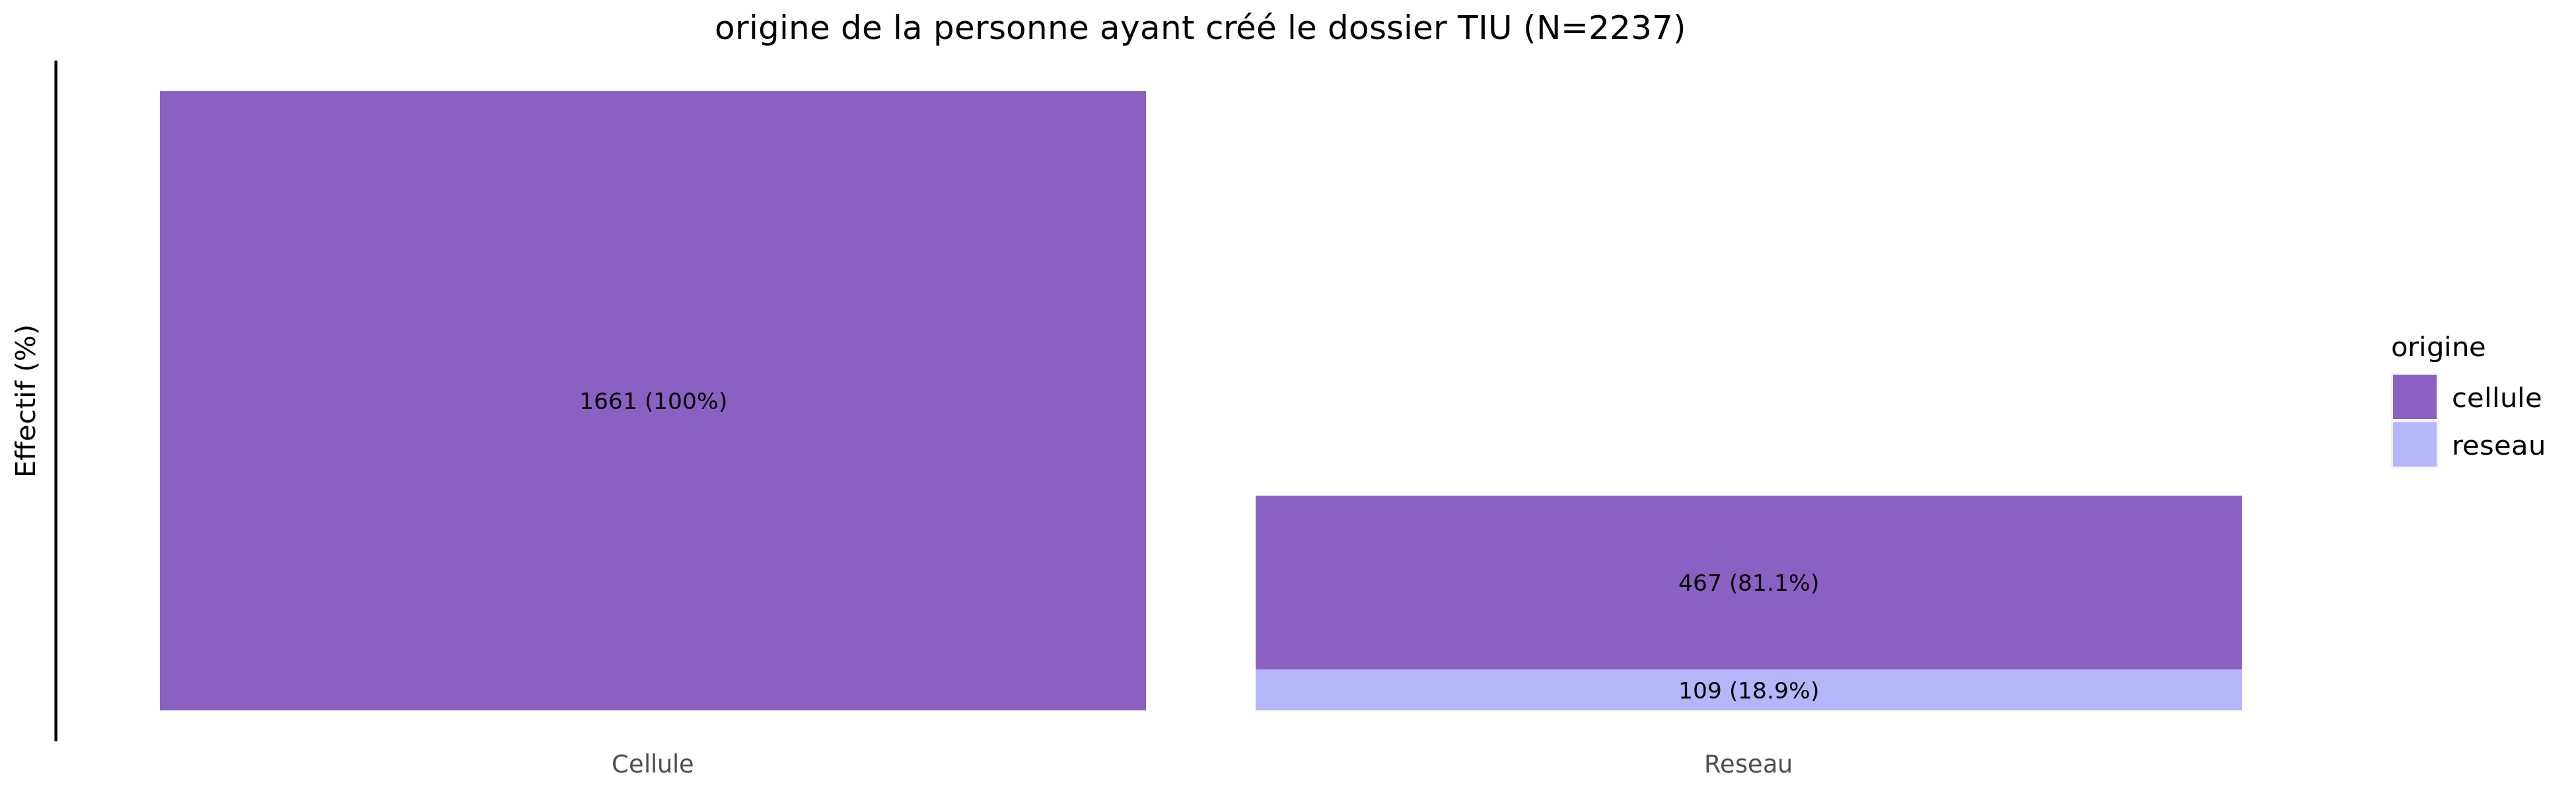 origine de la personne ayant créé le dossier TIU (N=2237)
Effectif (%)
1661 (100%)
467 (81.1%)
109 (18.9%)
Cellule
Reseau
origine
cellule
reseau